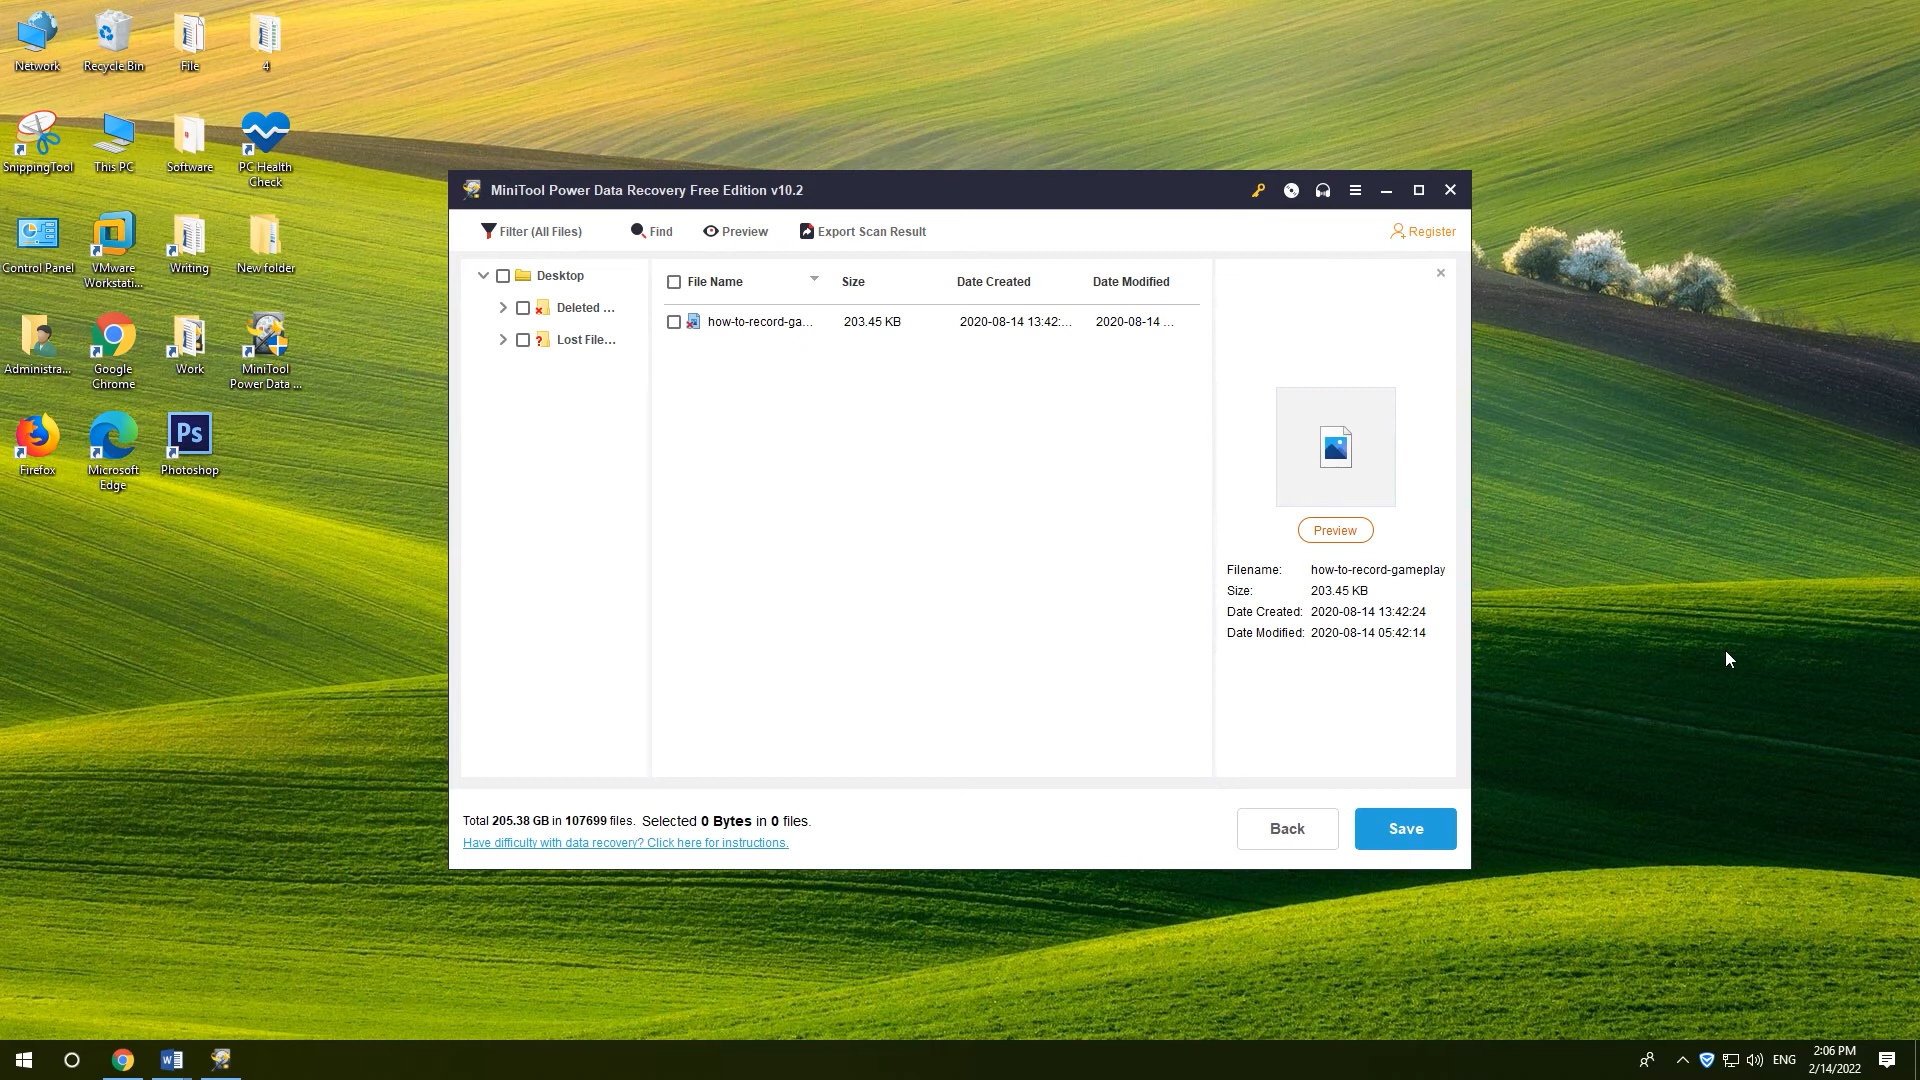 Network
Recycle Bin
File
4
SnippingTool
This PC
Software
PC Health
Check
Control Panel
VMware
Workstati...
Writing
New folder
Administra...
Google
Chrome
Work
MiniTool
Power Data ...
Firefox
Microsoft
Edge
Ps
Photoshop
MiniTool Power Data Recovery Free Edition v10.2
Filter (All Files)
Find
Preview
Export Scan Result
Register
Desktop
Deleted ...
Lost File...
File Name
Size
Date Created
Date Modified
how-to-record-ga...
203.45 KB
2020-08-14 13:42:...
2020-08-14 ...
Preview
Filename: how-to-record-gameplay
Size: 203.45 KB
Date Created: 2020-08-14 13:42:24
Date Modified: 2020-08-14 05:42:14
Total 205.38 GB in 107699 files. Selected 0 Bytes in 0 files.
Have difficulty with data recovery? Click here for instructions.
Back
Save
W
ENG
2:06 PM
2/14/2022